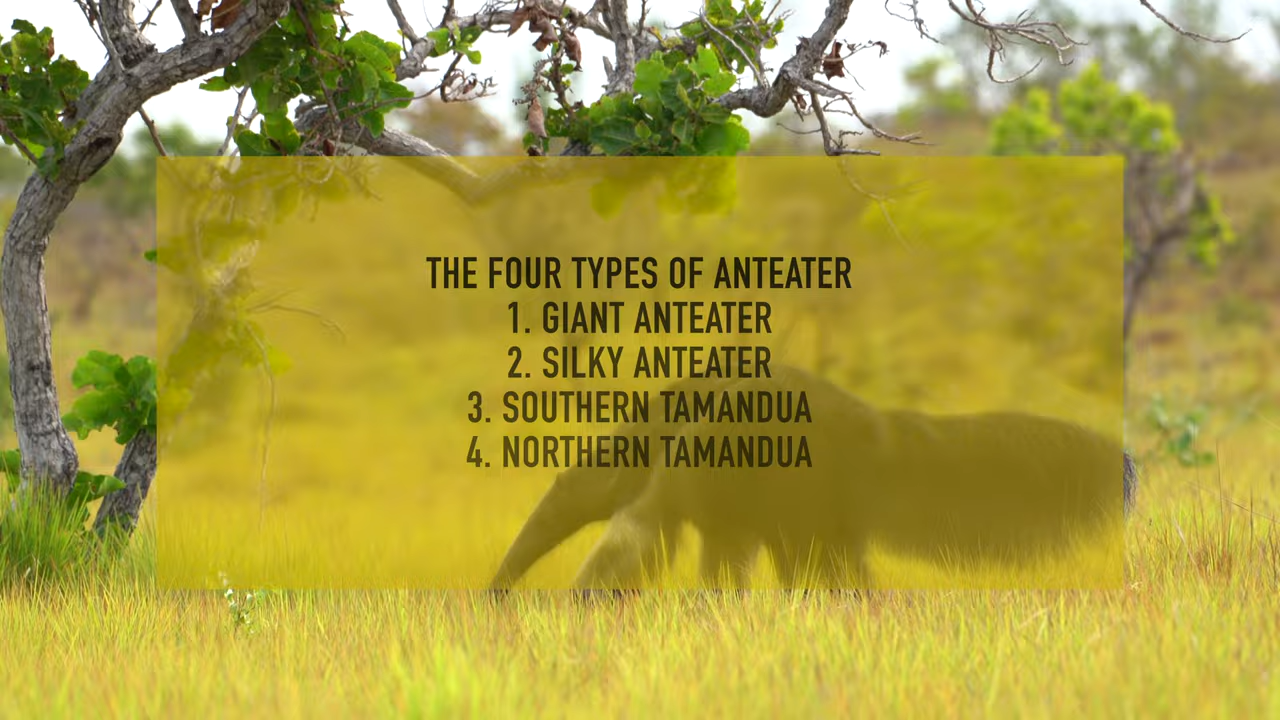 THE FOUR TYPES OF ANTEATER
1. GIANT ANTEATER
2. SILKY ANTEATER
3. SOUTHERN TAMANDUA
4. NORTHERN TAMANDUA